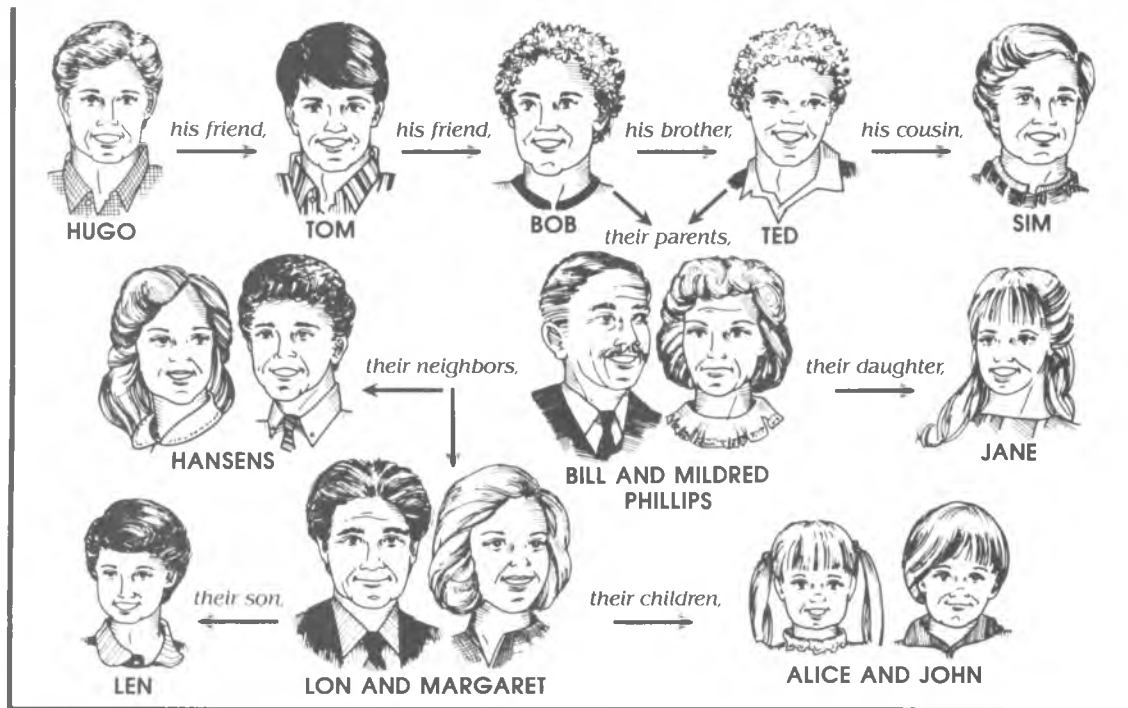 his friend,
his friend,
his brother,
his cousin,
HUGO
TOM
BOB
TED
SIM
their parents,
their neighbors,
their daughter,
HANSENS
BILL AND MILDRED
PHILLIPS
JANE
their son,
their children,
LEN
LON AND MARGARET
ALICE AND JOHN